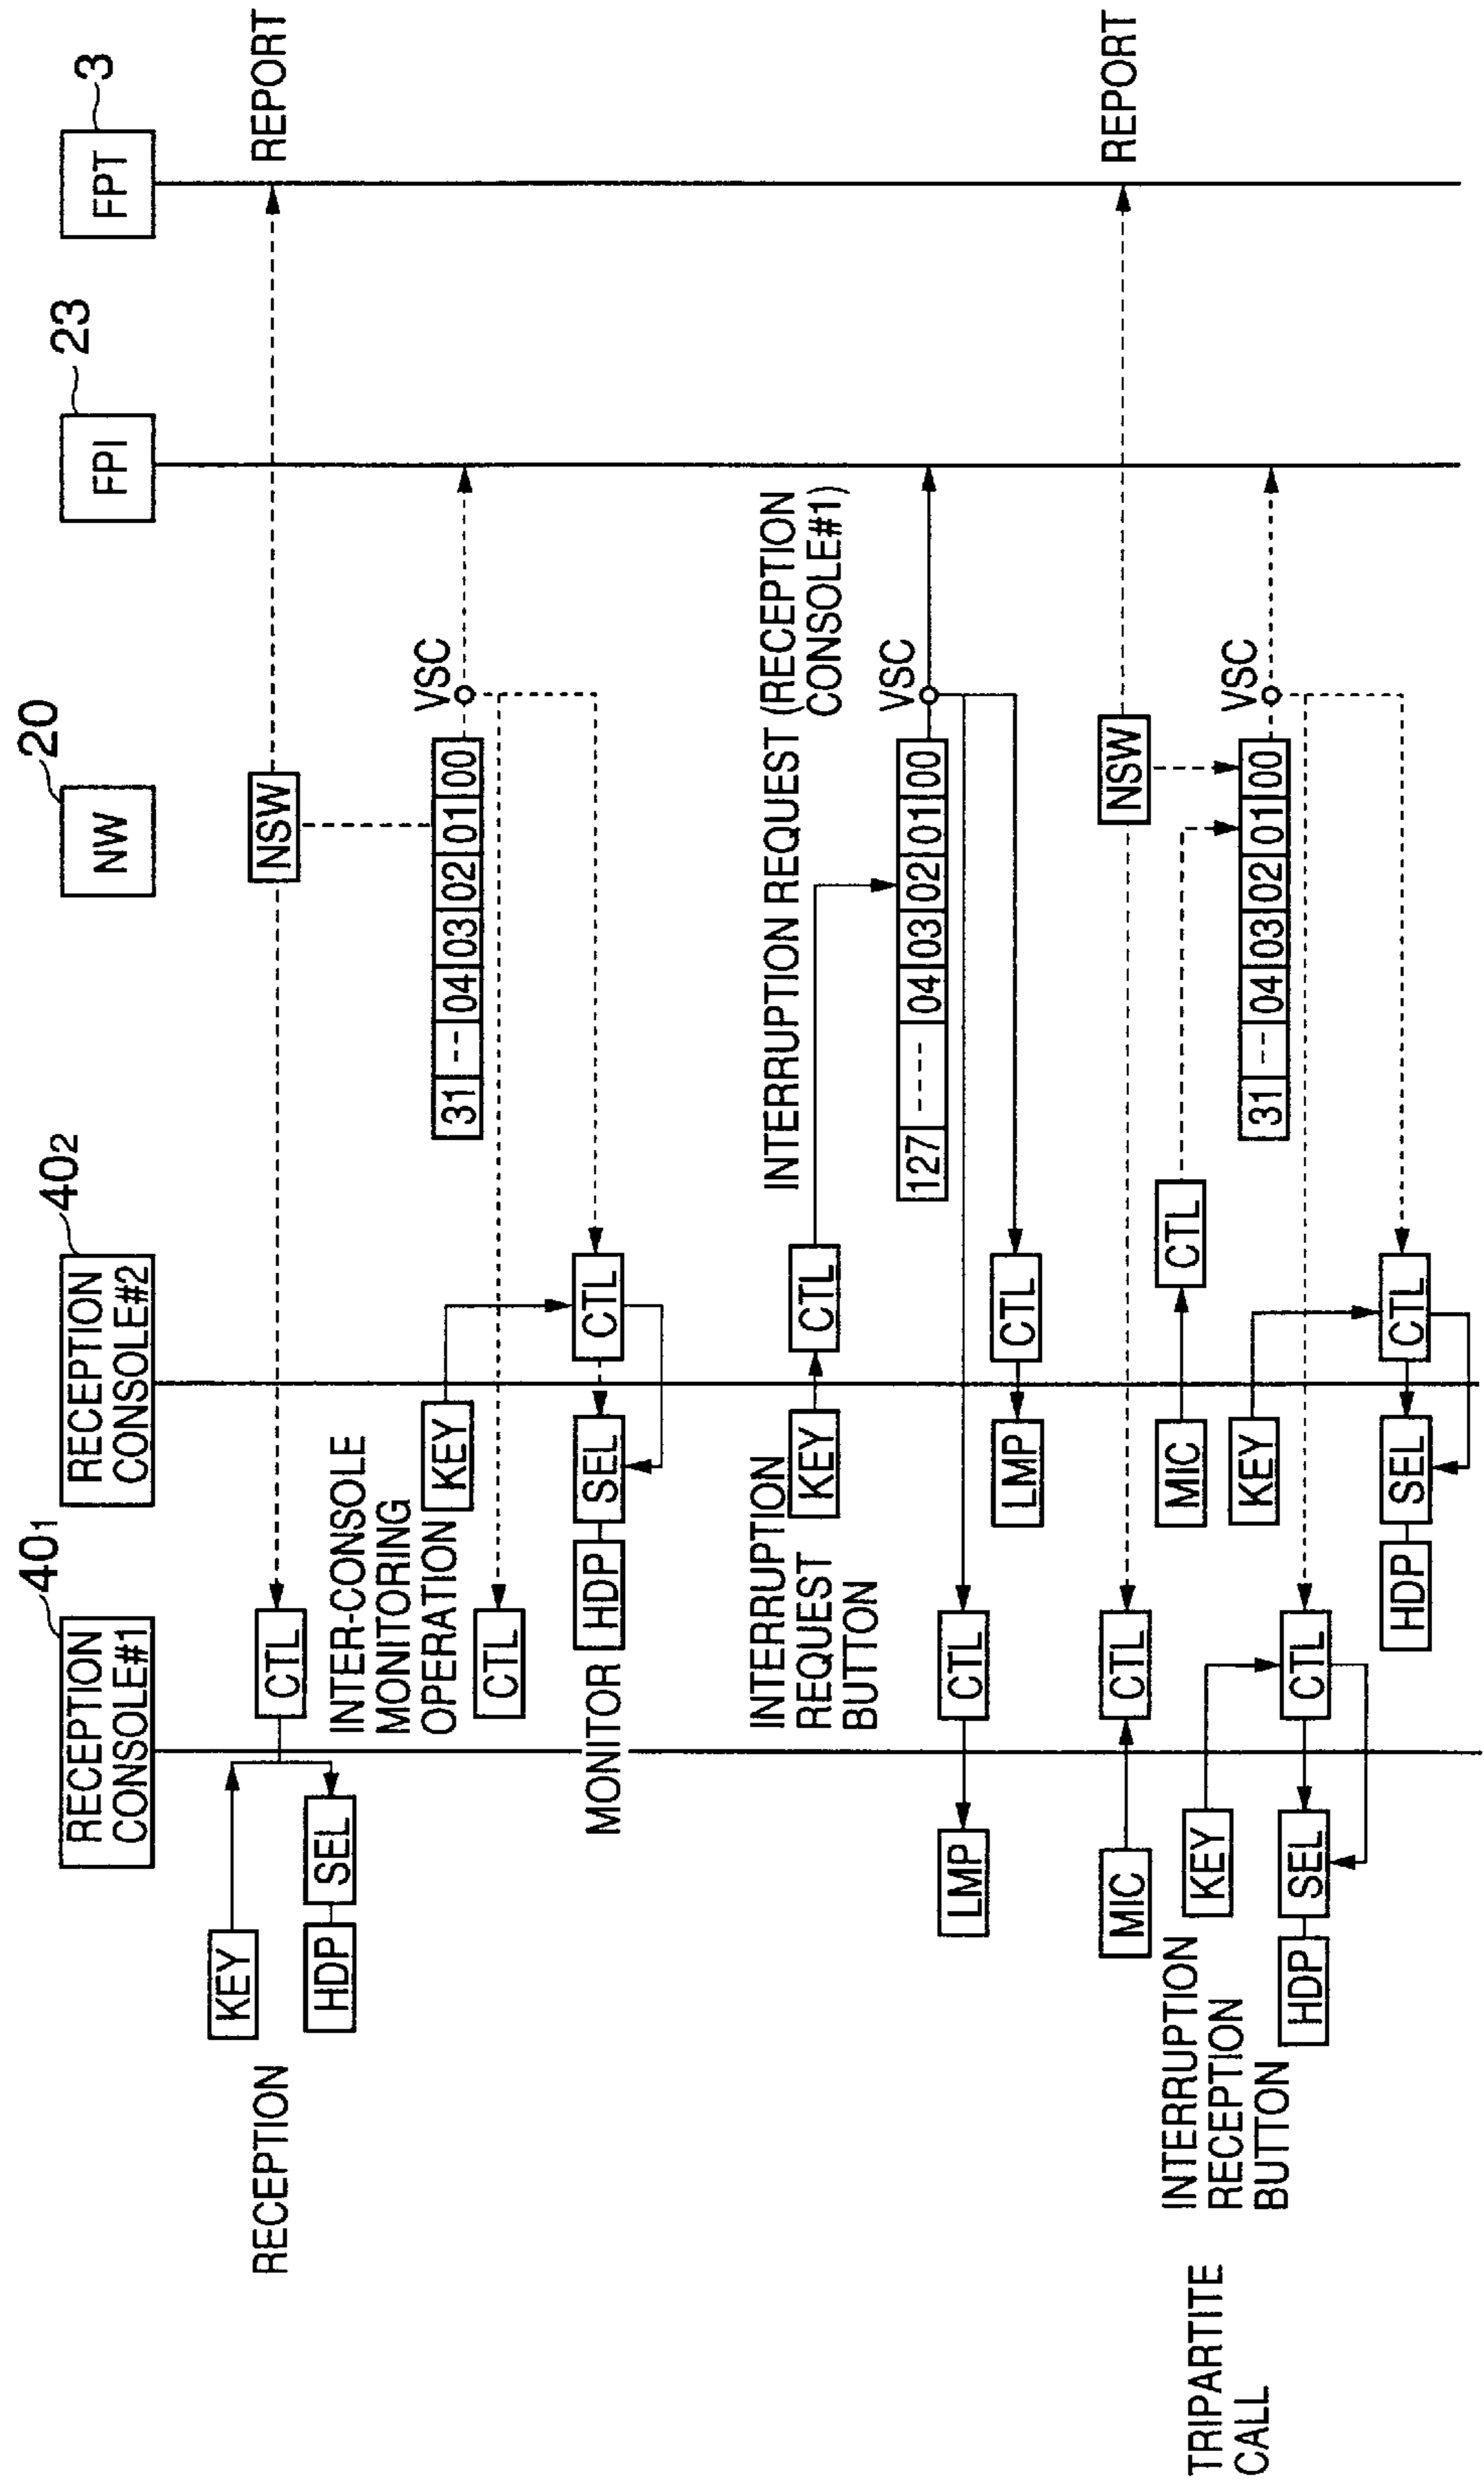 RECEPTION
CONSOLE#1
40₁
RECEPTION
CONSOLE#2
40₂
NW
20
FPI
23
FPT
3
RECEPTION
KEY
HDP
SEL
CTL
NSW
REPORT
INTER-CONSOLE
MONITORING
OPERATION
KEY
CTL
31
--
04
03
02
01
00
VSC
MONITOR
HDP
SEL
CTL
INTERRUPTION
REQUEST
BUTTON
KEY
CTL
INTERRUPTION REQUEST (RECEPTION
CONSOLE#1)
127
----
04
03
02
01
00
VSC
LMP
CTL
LMP
CTL
TRIPARTITE
CALL
MIC
CTL
NSW
REPORT
MIC
CTL
INTERRUPTION
RECEPTION
BUTTON
KEY
KEY
31
--
04
03
02
01
00
VSC
HDP
SEL
CTL
HDP
SEL
CTL